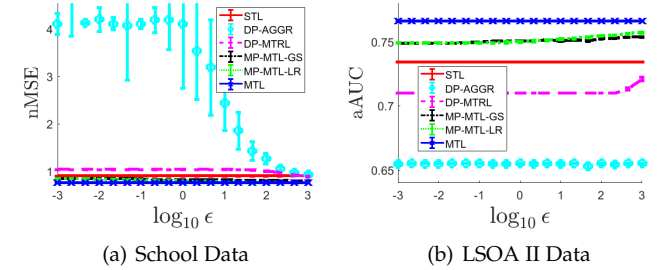 4
3
2
1
nMSE
-3 -2 -1 0 1 2 3
log10 ϵ
STL
DP-AGGR
DP-MTRL
MP-MTL-GS
MP-MTL-LR
MTL
(a) School Data
0.75
0.7
0.65
aAUC
-3 -2 -1 0 1 2 3
log10 ϵ
STL
DP-AGGR
DP-MTRL
MP-MTL-GS
MP-MTL-LR
MTL
(b) LSOA II Data